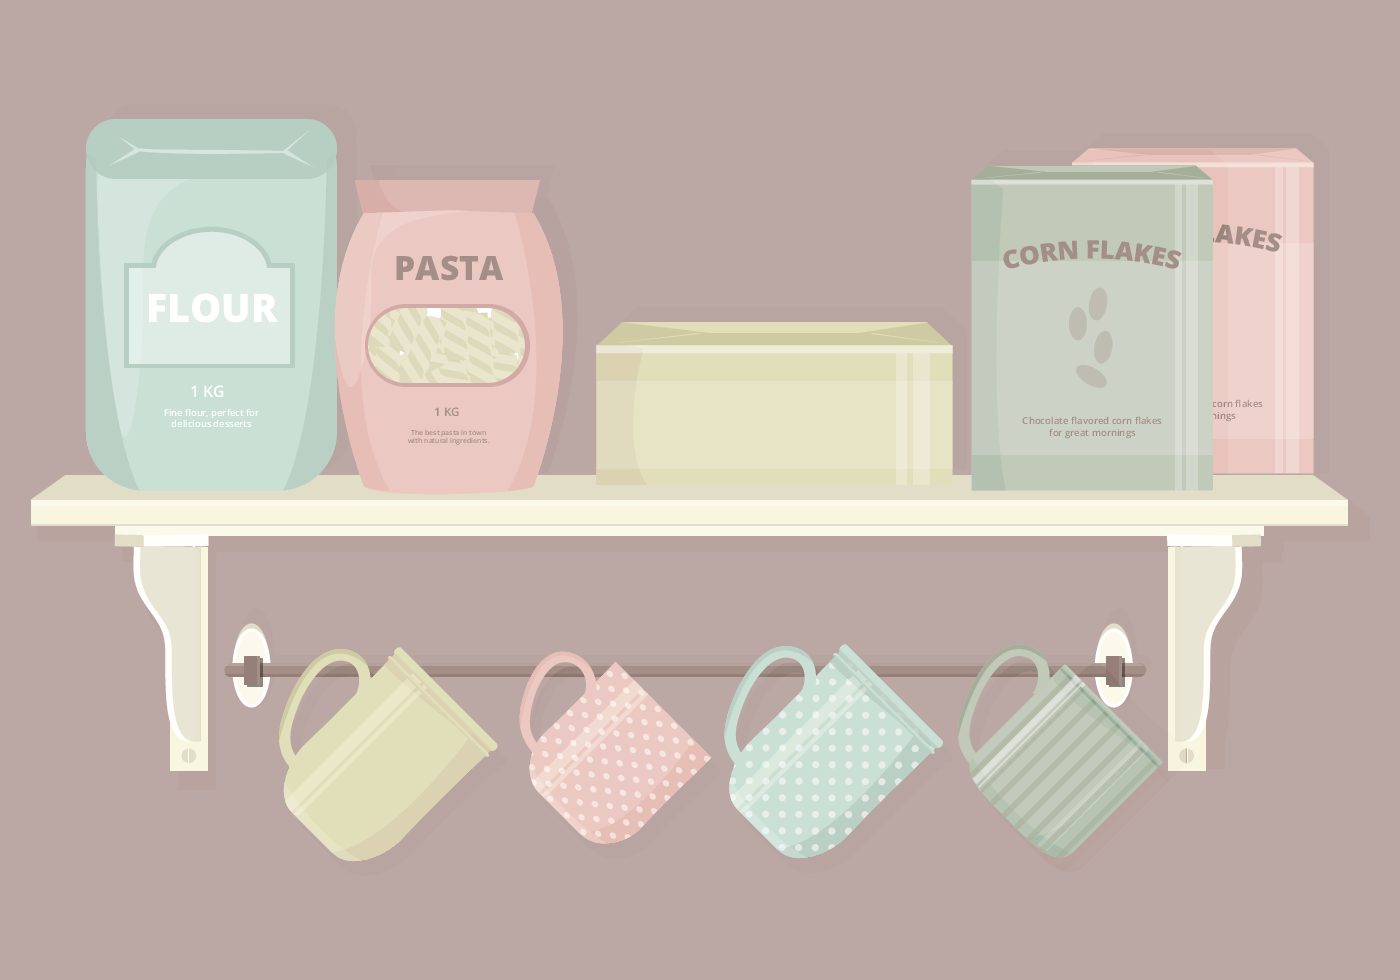 FLOUR
1 KG
Fine flour, perfect for
delicious desserts
PASTA
1 KG
The best pasta in town
with natural ingredients.
CORN FLAKES
Chocolate flavored corn flakes
for great mornings
LAKES
corn flakes
nings